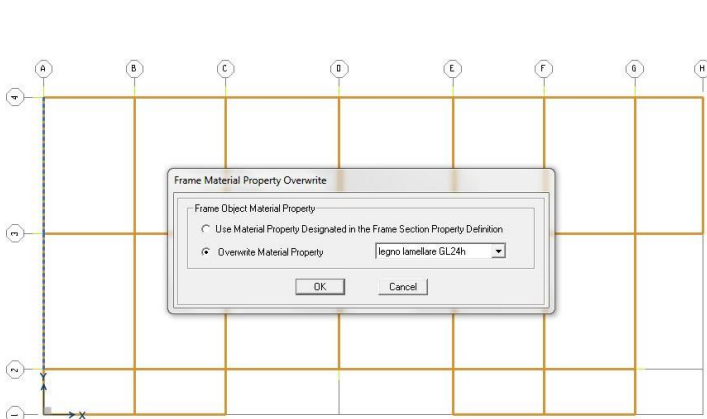 A B C D E F G H
4
Frame Material Property Overwrite
Frame Object Material Property
Use Material Property Designated in the Frame Section Property Definition
3
Overwrite Material Property legno lamellare GL24h
OK Cancel
2
Y
1
X